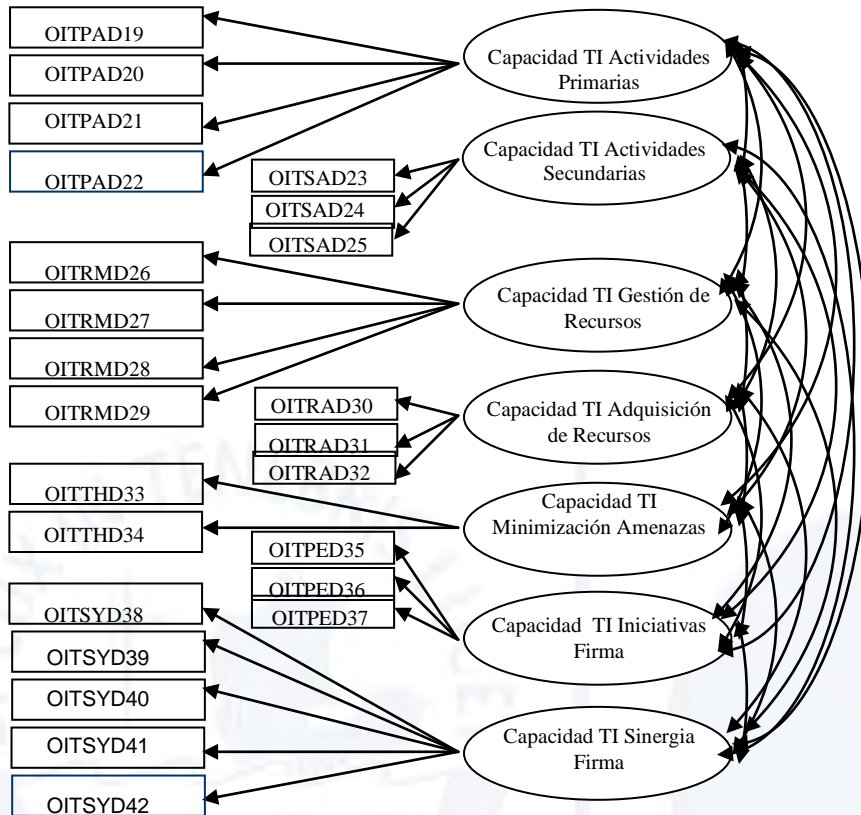 OITPAD19
OITPAD20
OITPAD21
OITPAD22
Capacidad TI Actividades
Primarias
OITSAD23
OITSAD24
OITSAD25
Capacidad TI Actividades
Secundarias
OITRMD26
OITRMD27
OITRMD28
OITRMD29
Capacidad TI Gestión de
Recursos
OITRAD30
OITRAD31
OITRAD32
Capacidad TI Adquisición
de Recursos
OITTHD33
OITTHD34
Capacidad TI
Minimización Amenazas
OITPED35
OITPED36
OITPED37
Capacidad TI Iniciativas
Firma
OITSYD38
OITSYD39
OITSYD40
OITSYD41
OITSYD42
Capacidad TI Sinergia
Firma